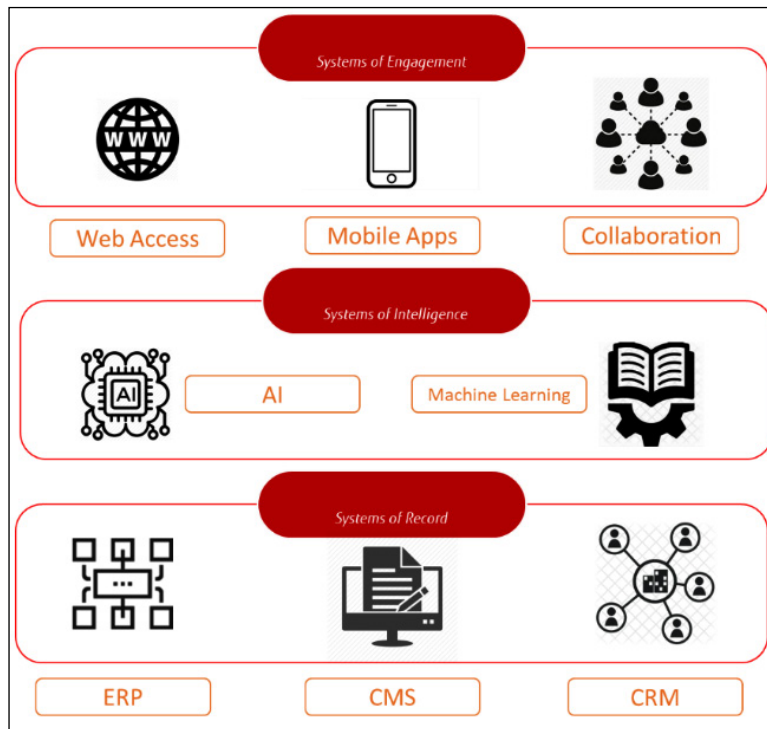 Systems of Engagement
WWW
Web Access
Mobile Apps
Collaboration
Systems of Intelligence
AI
AI
Machine Learning
Systems of Record
...
ERP
CMS
CRM